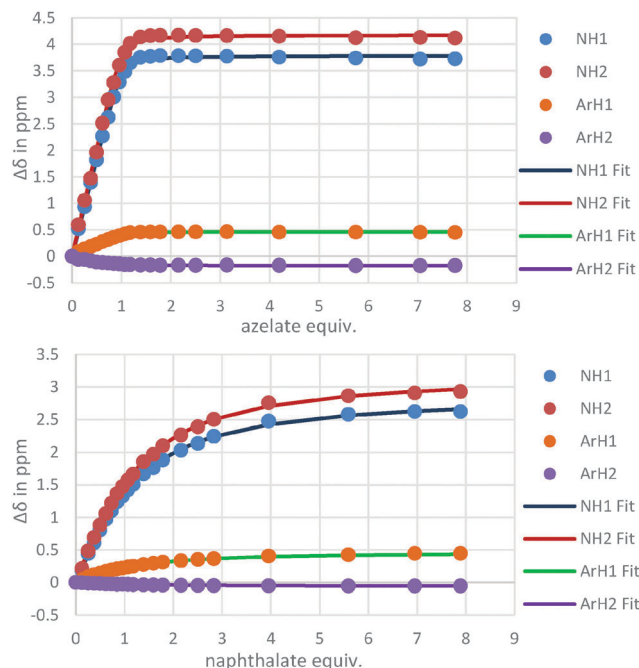 4.5
4
3.5
3
2.5
2
1.5
1
0.5
0
-0.5
Δδ in ppm
0 1 2 3 4 5 6 7 8 9
azelate equiv.
NH1
NH2
ArH1
ArH2
NH1 Fit
NH2 Fit
ArH1 Fit
ArH2 Fit
3.5
3
2.5
2
1.5
1
0.5
0
-0.5
Δδ in ppm
0 1 2 3 4 5 6 7 8 9
naphthalate equiv.
NH1
NH2
ArH1
ArH2
NH1 Fit
NH2 Fit
ArH1 Fit
ArH2 Fit